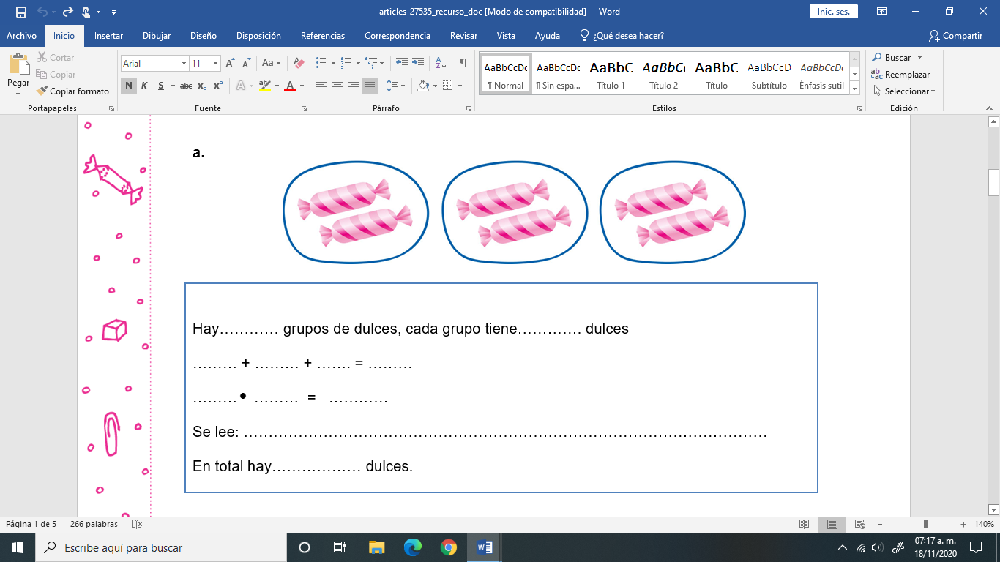 articles-27535_recurso_doc [Modo de compatibilidad] - Word
Inic. ses.
Archivo Inicio Insertar Dibujar Diseño Disposición Referencias Correspondencia Revisar Vista Ayuda ¿Qué desea hacer? Compartir
Pegar
Cortar
Copiar
Copiar formato
Portapapeles
Arial 11
N K S abc x₂ x²
Fuente
Párrafo
AaBbCcDc AaBbCcDc AaBbC AaBbCc AaBbC AaBbCcD AaBbCcDc
¶ Normal ¶ Sin espa... Título 1 Título 2 Título Subtítulo Énfasis sutil
Estilos
Buscar
Reemplazar
Seleccionar
Edición
a.
Hay………… grupos de dulces, cada grupo tiene…………. dulces
……… + ……… + ……. = ………
………• ……… = …………
Se lee: ……………………………………………………………………………………………
En total hay……………… dulces.
Página 1 de 5 266 palabras 140%
Escribe aquí para buscar
07:17 a. m.
18/11/2020